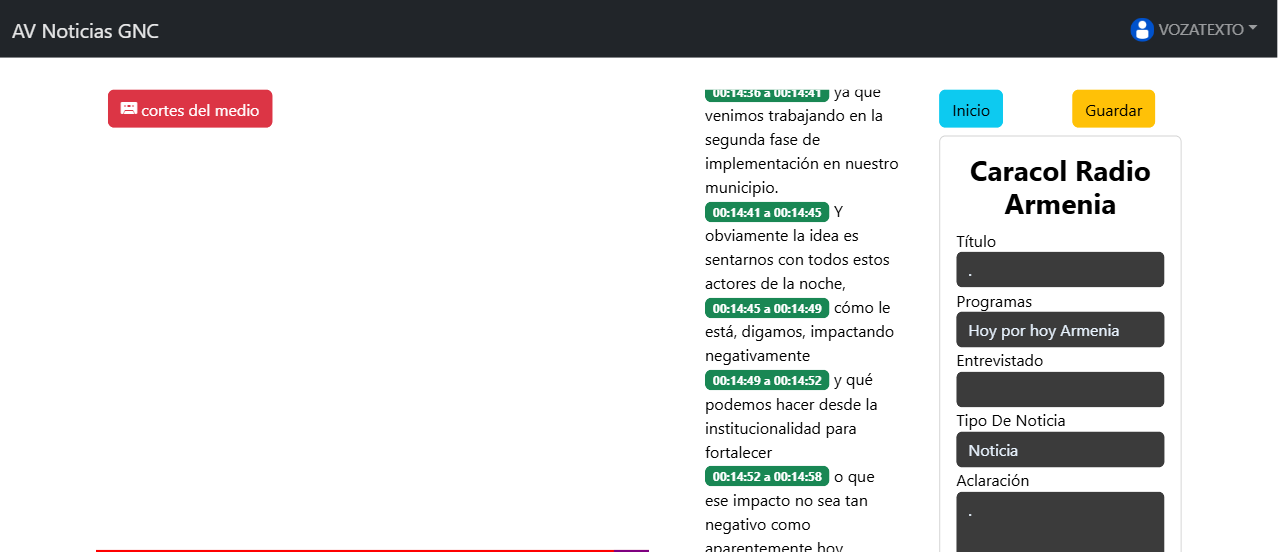 AV Noticias GNC
VOZATEXTO
cortes del medio
00:14:36 a 00:14:41 ya que
venimos trabajando en la
segunda fase de
implementación en nuestro
municipio.
00:14:41 a 00:14:45 Y
obviamente la idea es
sentarnos con todos estos
actores de la noche,
00:14:45 a 00:14:49 cómo le
está, digamos, impactando
negativamente
00:14:49 a 00:14:52 y qué
podemos hacer desde la
institucionalidad para
fortalecer
00:14:52 a 00:14:58 o que
ese impacto no sea tan
negativo como
aparentemente hoy
Inicio
Guardar
Caracol Radio
Armenia
Título
.
Programas
Hoy por hoy Armenia
Entrevistado
Tipo De Noticia
Noticia
Aclaración
.